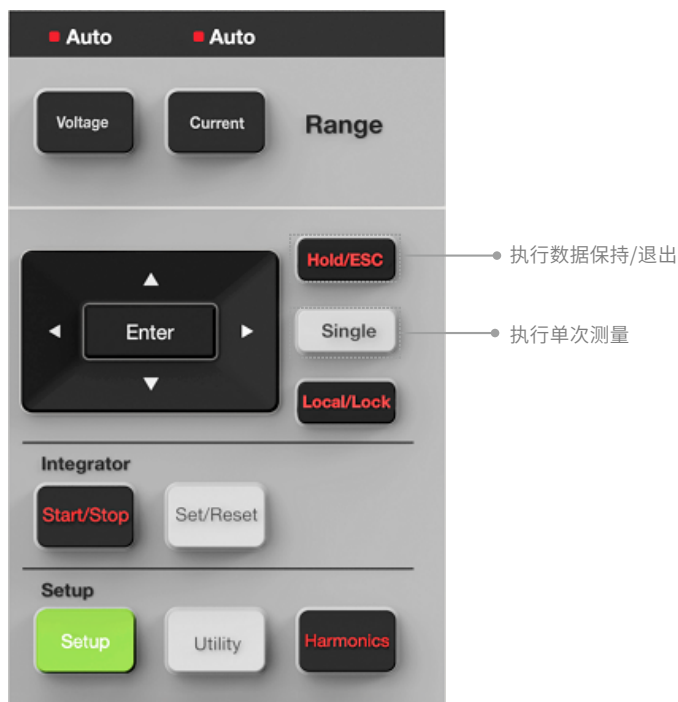 Auto Auto
Voltage Current Range
Hold/ESC 执行数据保持/退出
Enter Single 执行单次测量
Local/Lock
Integrator
Start/Stop Set/Reset
Setup
Setup Utility Harmonics